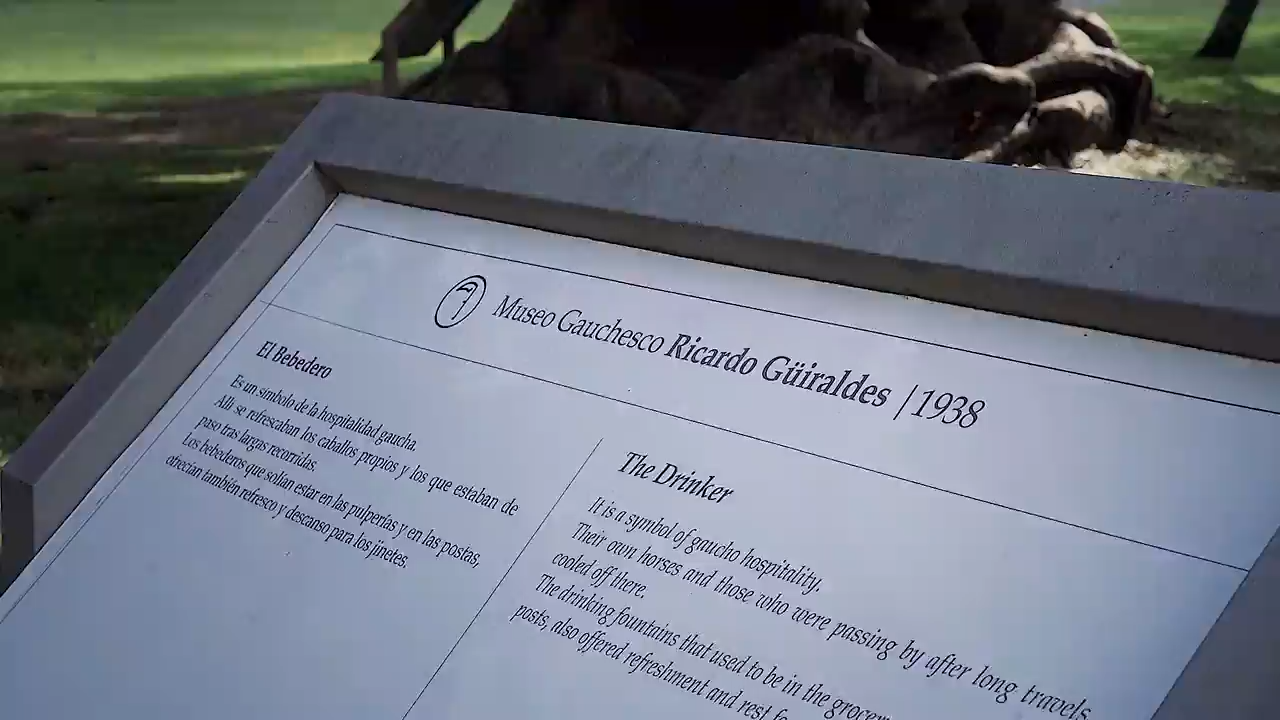 Museo Gauchesco Ricardo Güiraldes | 1938
El Bebedero
Es un símbolo de la hospitalidad gaucha.
Allí se refrescaban los caballos propios y los que estaban de
paso tras largas recorridas.
Los bebederos que solían estar en las pulperías y en las postas,
ofrecían también refresco y descanso para los jinetes.
The Drinker
It is a symbol of gaucho hospitality.
Their own horses and those who were passing by after long travels
cooled off there.
The drinking fountains that used to be in the
posts, also offered refreshment and rest